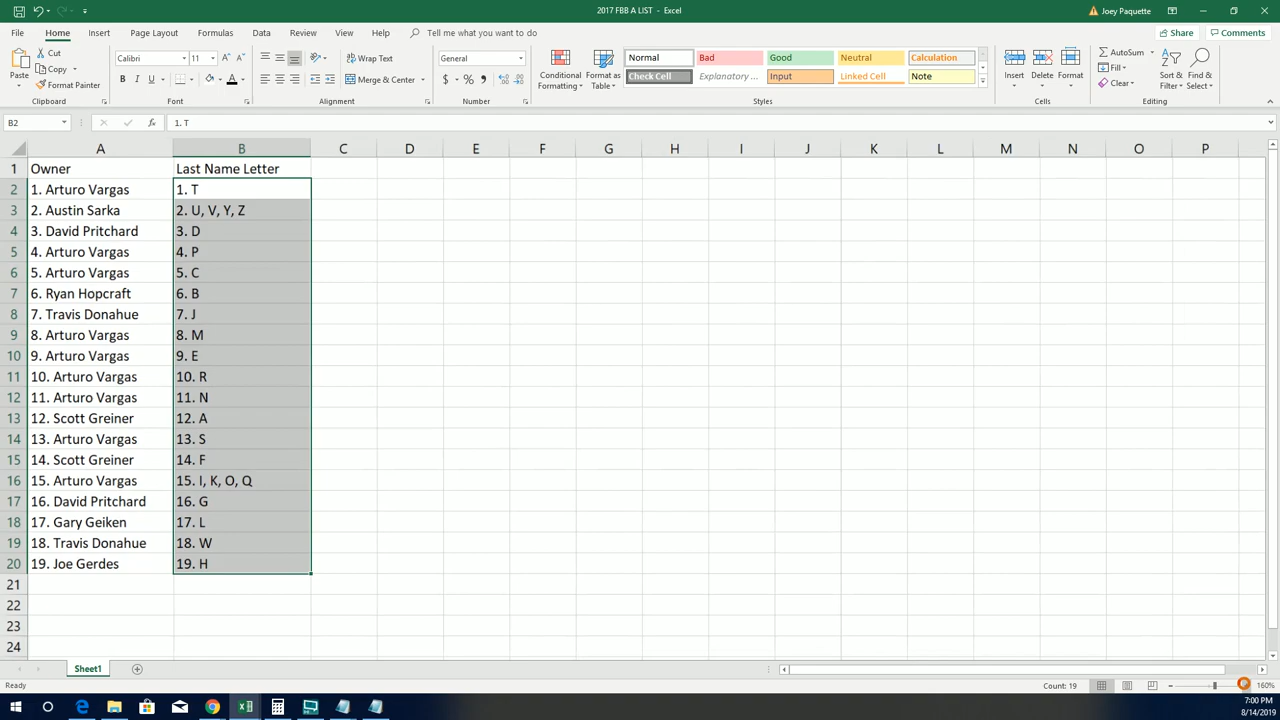 2017 FBB A LIST - Excel
Joey Paquette
File Home Insert Page Layout Formulas Data Review View Help Tell me what you want to do Share Comments
Paste Cut Copy Format Painter Clipboard
Calibri 11 B I U A A A Font
ab Wrap Text Merge & Center Alignment
General $ % , Number
Conditional Formatting Format as Table
Normal Bad Good Neutral Calculation
Check Cell Explanatory ... Input Linked Cell Note
Styles
Insert Delete Format Cells
AutoSum Fill Clear Sort & Filter Find & Select Editing
B2 fx 1. T
A B C D E F G H I J K L M N O P
1 Owner Last Name Letter
2 1. Arturo Vargas 1. T
3 2. Austin Sarka 2. U, V, Y, Z
4 3. David Pritchard 3. D
5 4. Arturo Vargas 4. P
6 5. Arturo Vargas 5. C
7 6. Ryan Hopcraft 6. B
8 7. Travis Donahue 7. J
9 8. Arturo Vargas 8. M
10 9. Arturo Vargas 9. E
11 10. Arturo Vargas 10. R
12 11. Arturo Vargas 11. N
13 12. Scott Greiner 12. A
14 13. Arturo Vargas 13. S
15 14. Scott Greiner 14. F
16 15. Arturo Vargas 15. I, K, O, Q
17 16. David Pritchard 16. G
18 17. Gary Geiken 17. L
19 18. Travis Donahue 18. W
20 19. Joe Gerdes 19. H
21
22
23
24
Sheet1
Ready Count: 19 160%
7:00 PM
8/14/2019